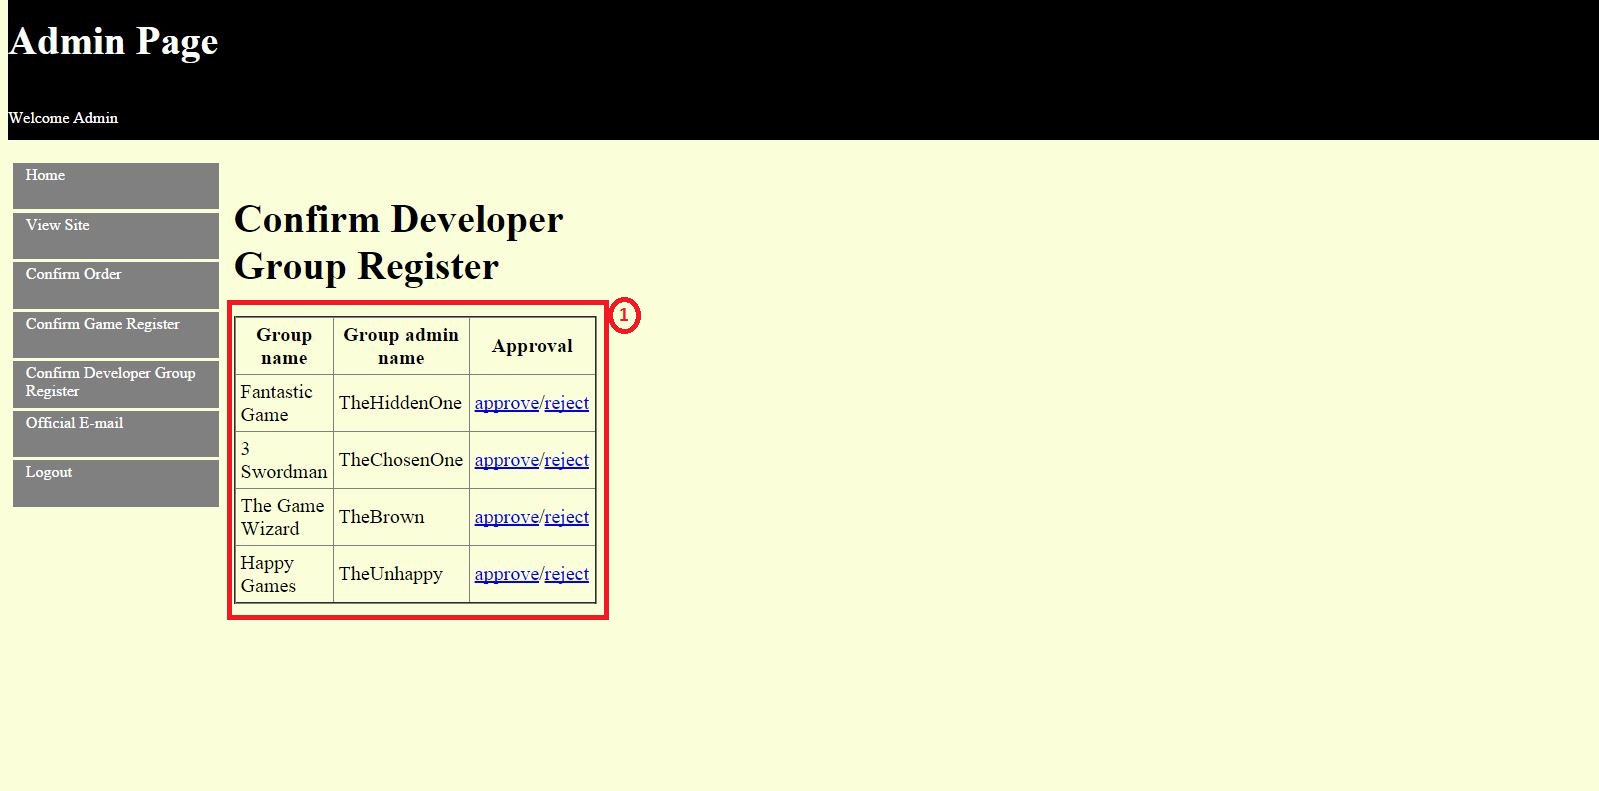 Admin Page
Welcome Admin
Home
View Site
Confirm Order
Confirm Game Register
Confirm Developer Group
Register
Official E-mail
Logout
Confirm Developer
Group Register
1
Group
name
Group admin
name
Approval
Fantastic
Game
TheHiddenOne
approve/reject
3
Swordman
TheChosenOne
approve/reject
The Game
Wizard
TheBrown
approve/reject
Happy
Games
TheUnhappy
approve/reject